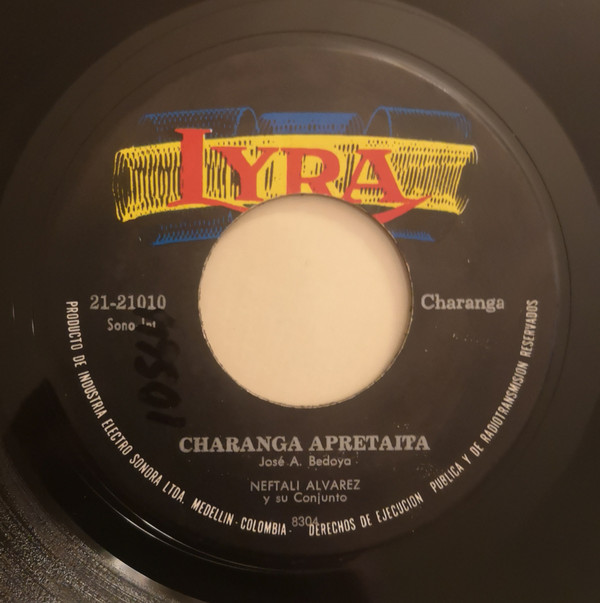 LYRA
21-21010
Charanga
Sono
CHARANGA APRETAITA
José A. Bedoya
NEFTALI ALVAREZ
y su Conjunto
8304
PRODUCTO DE INDUSTRIA ELECTRO SONORA LTDA. MEDELLIN - COLOMBIA. DERECHOS DE EJECUCION PUBLICA Y DE RADIOTRANSMISION RESERVADOS